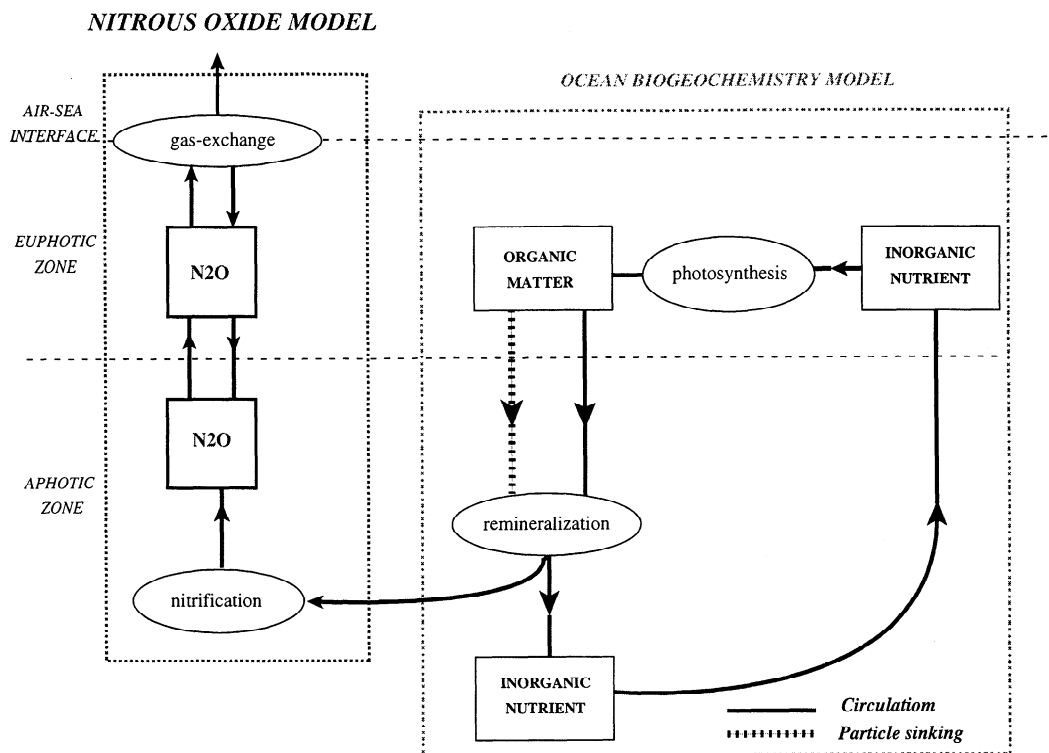 NITROUS OXIDE MODEL
OCEAN BIOGEOCHEMISTRY MODEL
AIR-SEA
INTERFACE
gas-exchange
EUPHOTIC
ZONE
N2O
ORGANIC
MATTER
photosynthesis
INORGANIC
NUTRIENT
N2O
APHOTIC
ZONE
remineralization
nitrification
INORGANIC
NUTRIENT
Circulatiom
Particle sinking